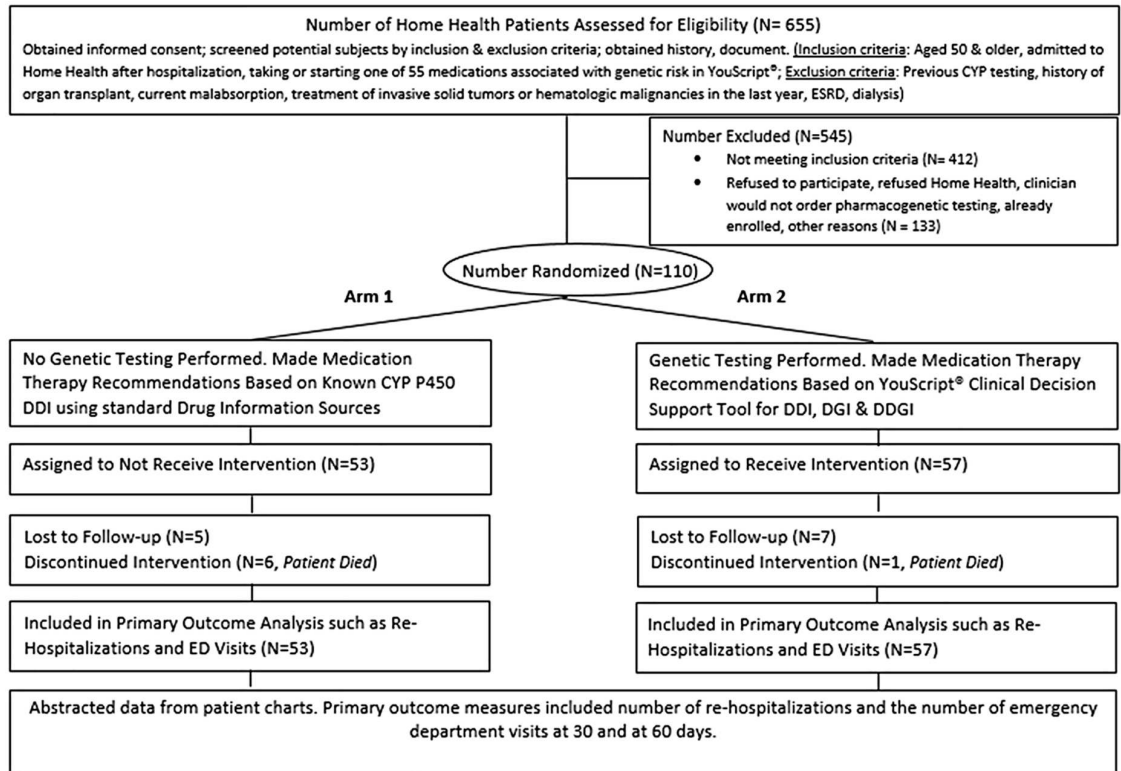 Number of Home Health Patients Assessed for Eligibility (N= 655)
Obtained informed consent; screened potential subjects by inclusion & exclusion criteria; obtained history, document. (Inclusion criteria: Aged 50 & older, admitted to
Home Health after hospitalization, taking or starting one of 55 medications associated with genetic risk in YouScript®; Exclusion criteria: Previous CYP testing, history of
organ transplant, current malabsorption, treatment of invasive solid tumors or hematologic malignancies in the last year, ESRD, dialysis)
Number Excluded (N=545)
• Not meeting inclusion criteria (N= 412)
• Refused to participate, refused Home Health, clinician
would not order pharmacogenetic testing, already
enrolled, other reasons (N = 133)
Number Randomized (N=110)
Arm 1
Arm 2
No Genetic Testing Performed. Made Medication
Therapy Recommendations Based on Known CYP P450
DDI using standard Drug Information Sources
Genetic Testing Performed. Made Medication Therapy
Recommendations Based on YouScript® Clinical Decision
Support Tool for DDI, DGI & DDGI
Assigned to Not Receive Intervention (N=53)
Assigned to Receive Intervention (N=57)
Lost to Follow-up (N=5)
Discontinued Intervention (N=6, Patient Died)
Lost to Follow-up (N=7)
Discontinued Intervention (N=1, Patient Died)
Included in Primary Outcome Analysis such as Re-
Hospitalizations and ED Visits (N=53)
Included in Primary Outcome Analysis such as Re-
Hospitalizations and ED Visits (N=57)
Abstracted data from patient charts. Primary outcome measures included number of re-hospitalizations and the number of emergency
department visits at 30 and at 60 days.